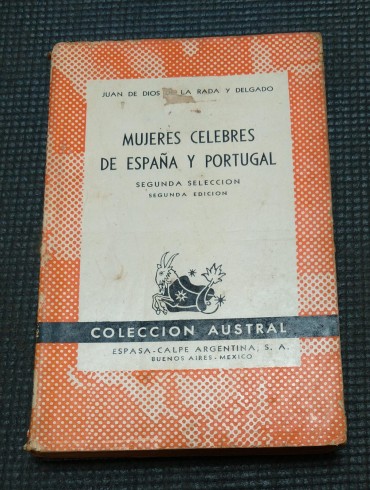 JUAN DE DIOS LA RADA Y DELGADO
MUJERES CELEBRES
DE ESPAÑA Y PORTUGAL
SEGUNDA SELECCION
SEGUNDA EDICION
COLECCION AUSTRAL
ESPASA-CALPE ARGENTINA, S. A.
BUENOS AIRES-MEXICO